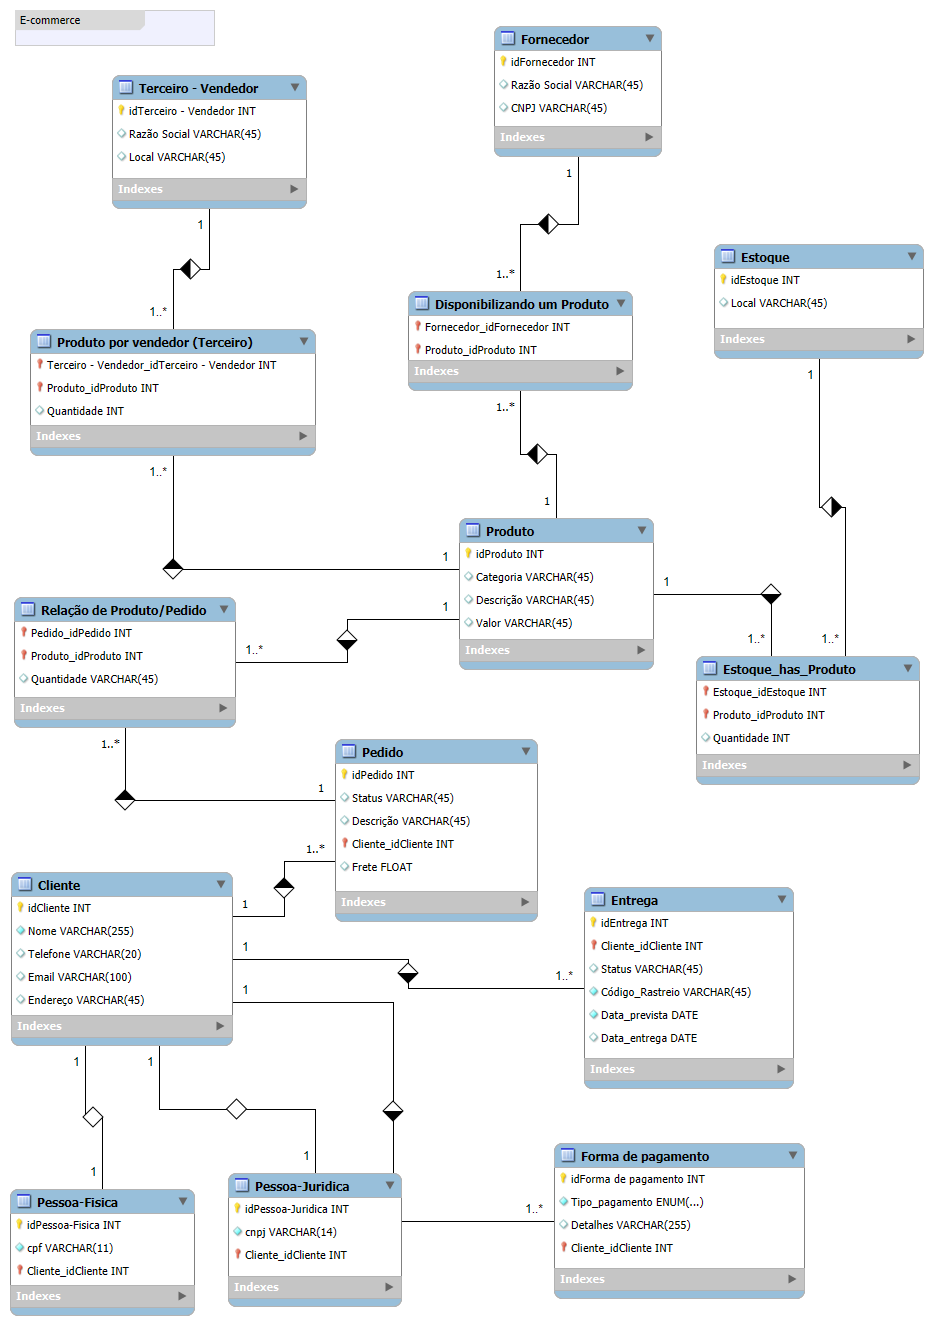 E-commerce
Fornecedor
idFornecedor INT
Razão Social VARCHAR(45)
CNPJ VARCHAR(45)
Indexes
Terceiro - Vendedor
idTerceiro - Vendedor INT
Razão Social VARCHAR(45)
Local VARCHAR(45)
Indexes
1
1
1..*
1..*
Estoque
idEstoque INT
Local VARCHAR(45)
Indexes
Disponibilizando um Produto
Fornecedor_idFornecedor INT
Produto_idProduto INT
Indexes
Produto por vendedor (Terceiro)
Terceiro - Vendedor_idTerceiro - Vendedor INT
Produto_idProduto INT
Quantidade INT
Indexes
1
1..*
1..*
1
Produto
idProduto INT
Categoria VARCHAR(45)
Descrição VARCHAR(45)
Valor VARCHAR(45)
Indexes
1
1
1
1..*
1..*
1..*
Relação de Produto/Pedido
Pedido_idPedido INT
Produto_idProduto INT
Quantidade VARCHAR(45)
Indexes
Estoque_has_Produto
Estoque_idEstoque INT
Produto_idProduto INT
Quantidade INT
Indexes
1..*
1
Pedido
idPedido INT
Status VARCHAR(45)
Descrição VARCHAR(45)
Cliente_idCliente INT
Frete FLOAT
Indexes
1..*
1
Cliente
idCliente INT
Nome VARCHAR(255)
Telefone VARCHAR(20)
Email VARCHAR(100)
Endereço VARCHAR(45)
Indexes
1
1..*
1
Entrega
idEntrega INT
Cliente_idCliente INT
Status VARCHAR(45)
Código_Rastreio VARCHAR(45)
Data_prevista DATE
Data_entrega DATE
Indexes
1
1
1
1
Pessoa-Fisica
idPessoa-Fisica INT
cpf VARCHAR(11)
Cliente_idCliente INT
Indexes
Pessoa-Juridica
idPessoa-Juridica INT
cnpj VARCHAR(14)
Cliente_idCliente INT
Indexes
1..*
Forma de pagamento
idForma de pagamento INT
Tipo_pagamento ENUM(...)
Detalhes VARCHAR(255)
Cliente_idCliente INT
Indexes